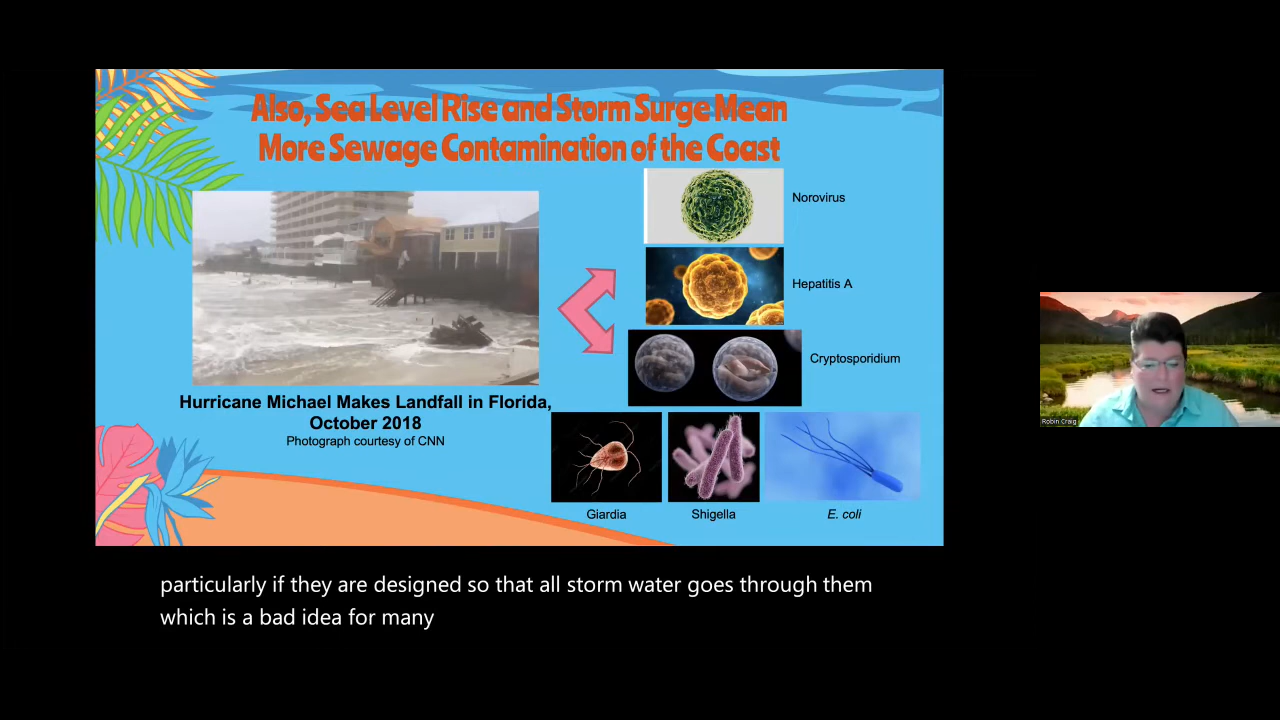 Also, Sea Level Rise and Storm Surge Mean
More Sewage Contamination of the Coast
Norovirus
Hepatitis A
Cryptosporidium
Hurricane Michael Makes Landfall in Florida,
October 2018
Photograph courtesy of CNN
Giardia
Shigella
E. coli
Robin Craig
particularly if they are designed so that all storm water goes through them
which is a bad idea for many